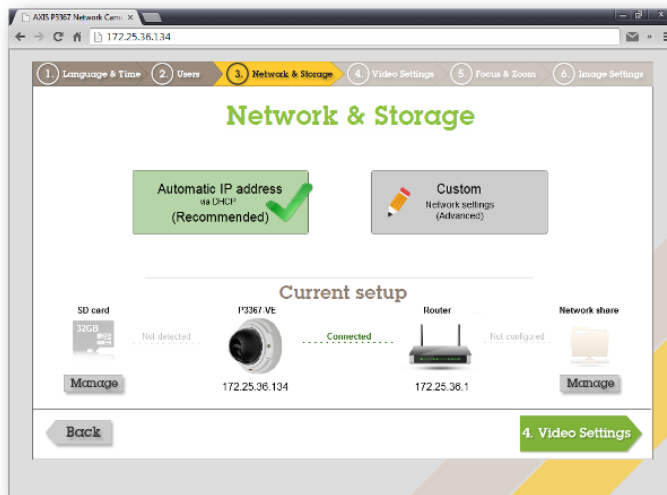 AXIS P3367 Network Came
172.25.36.134
1. Language & Time 2. Users 3. Network & Storage 4. Video Settings 5. Focus & Zoom 6. Image Settings
Network & Storage
Automatic IP address
via DHCP
(Recommended)
Custom
Network settings
(Advanced)
Current setup
SD card
P3367-VE
Router
Network share
32GB
Not detected
Connected
Not configured
Manage
172.25.36.134
172.25.36.1
Manage
Back
4. Video Settings